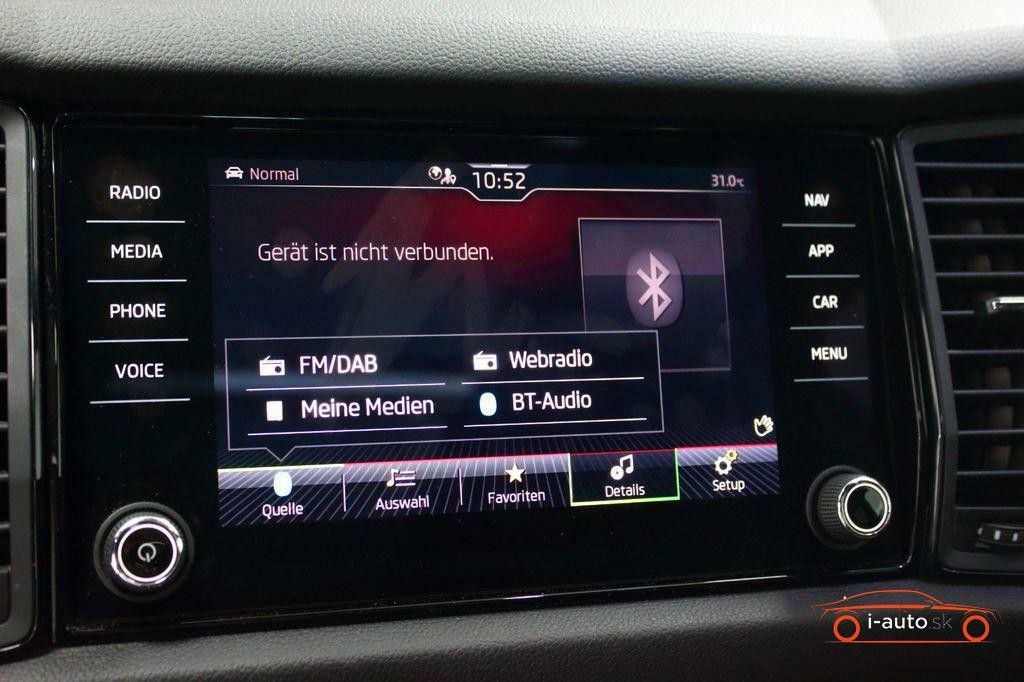 RADIO
MEDIA
PHONE
VOICE
Normal
10:52
31.0°C
Gerät ist nicht verbunden.
FM/DAB
Webradio
Meine Medien
BT-Audio
Quelle
Auswahl
Favoriten
Details
Setup
NAV
APP
CAR
MENU
i-auto.sk